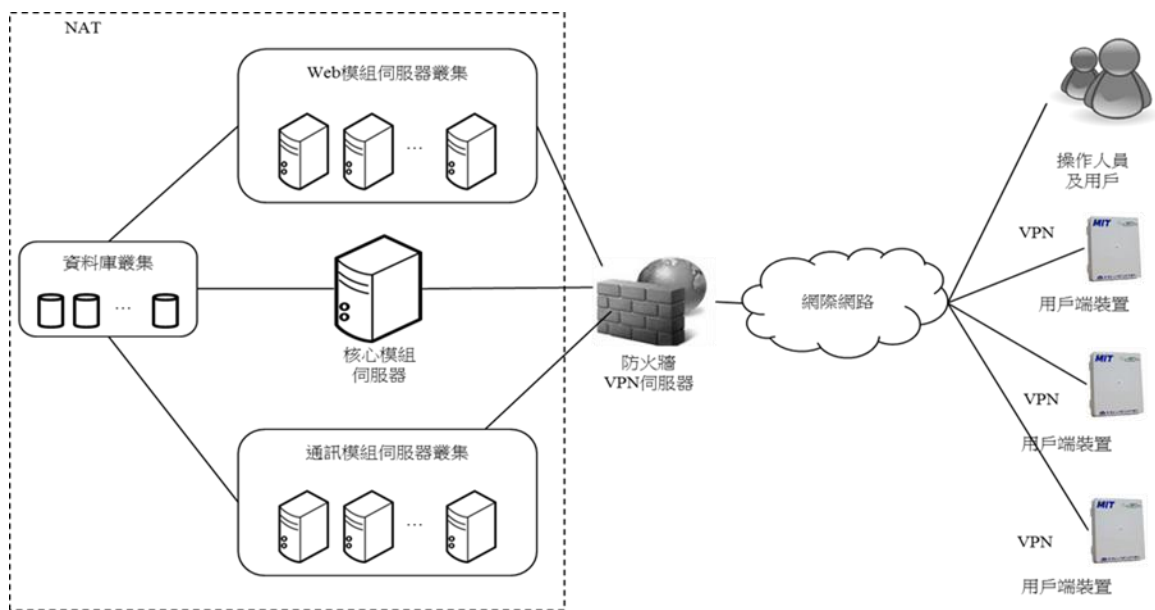 NAT
Web模組伺服器叢集
...
資料庫叢集
...
核心模組
伺服器
通訊模組伺服器叢集
...
防火牆
VPN伺服器
網際網路
操作人員
及用戶
VPN
MIT
用戶端裝置
VPN
MIT
用戶端裝置
VPN
MIT
用戶端裝置